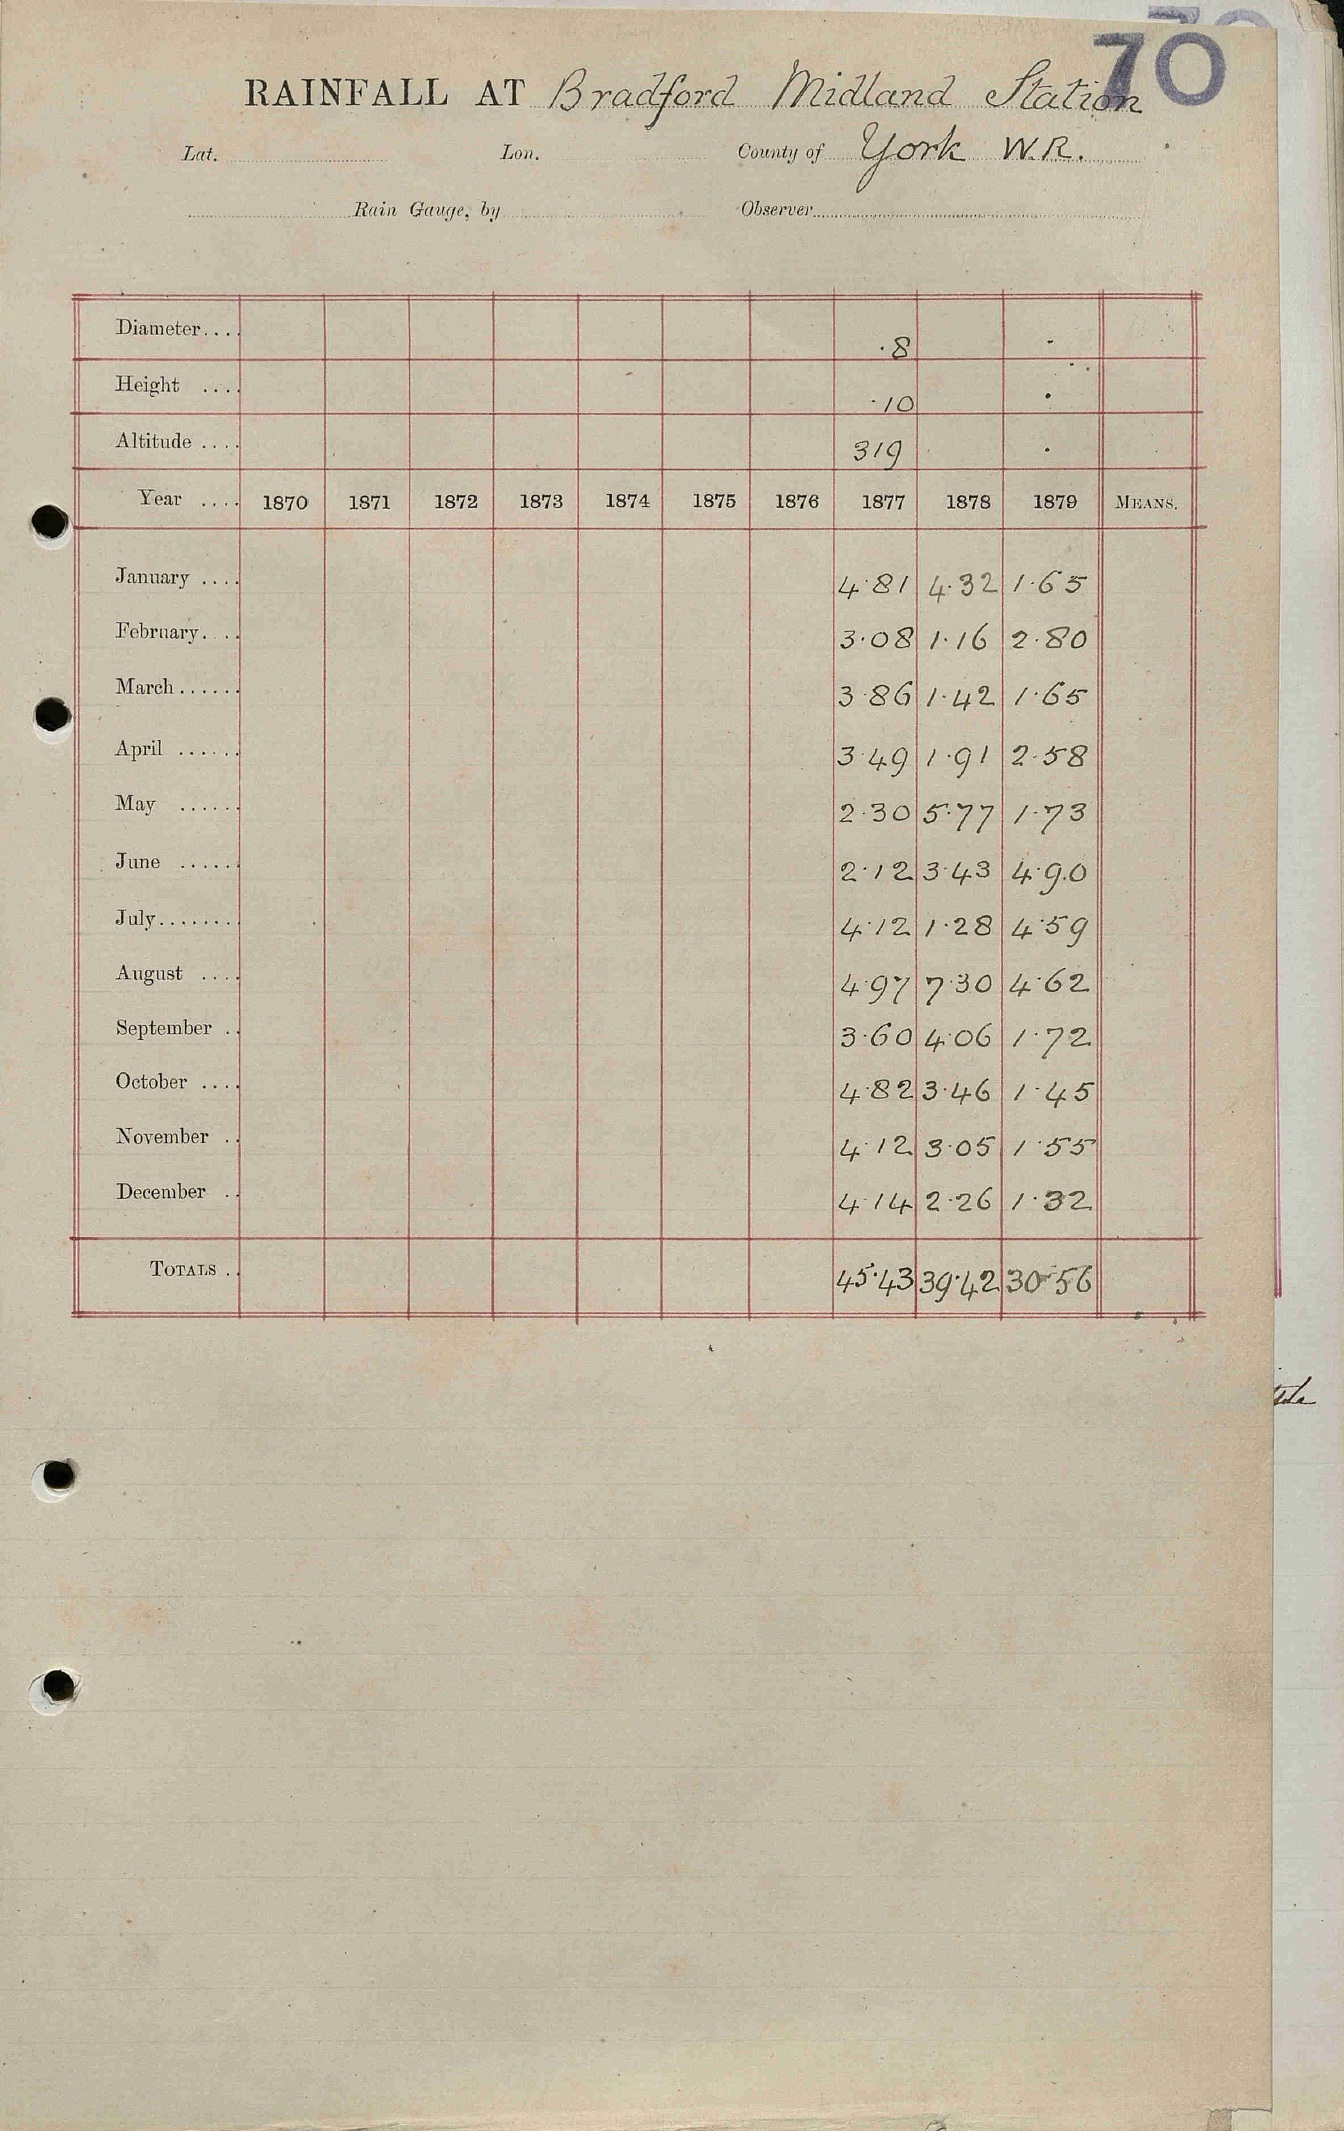 70
RAINFALL AT Bradford Midland Station
Lat. Lon. County of York W.R.
Rain Gauge, by Observer
Diameter.... ·8
Height .... ·10
Altitude .... 319
Year .... 1870 1871 1872 1873 1874 1875 1876 1877 1878 1879 MEANS.
January .... 4·81 4·32 1·65
February.... 3·08 1·16 2·80
March...... 3·86 1·42 1·65
April ...... 3·49 1·91 2·58
May ...... 2·30 5·77 1·73
June ...... 2·12 3·43 4·90
July........ 4·12 1·28 4·59
August .... 4·97 7·30 4·62
September .. 3·60 4·06 1·72
October .... 4·82 3·46 1·45
November .. 4·12 3·05 1·55
December .. 4·14 2·26 1·32
TOTALS .. 45·43 39·42 30·56